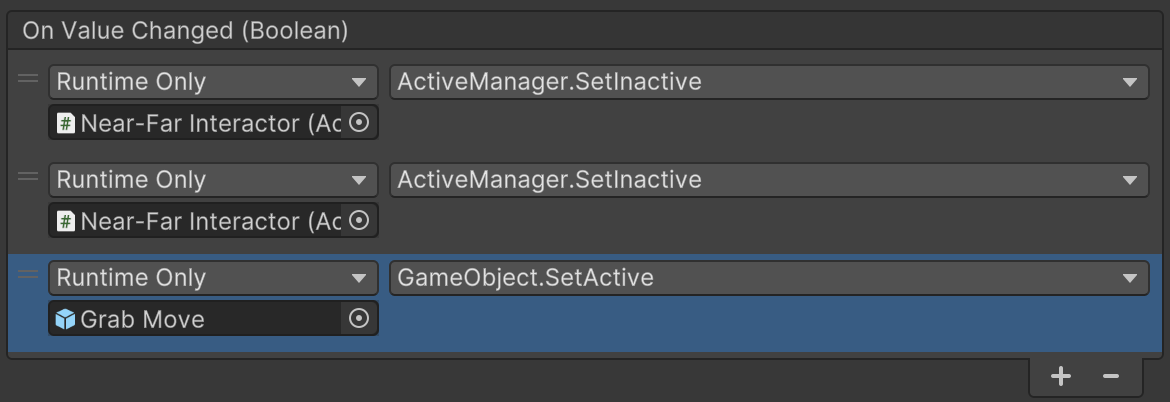 On Value Changed (Boolean)
Runtime Only
ActiveManager.SetInactive
# Near-Far Interactor (Ac
Runtime Only
ActiveManager.SetInactive
# Near-Far Interactor (Ac
Runtime Only
GameObject.SetActive
Grab Move